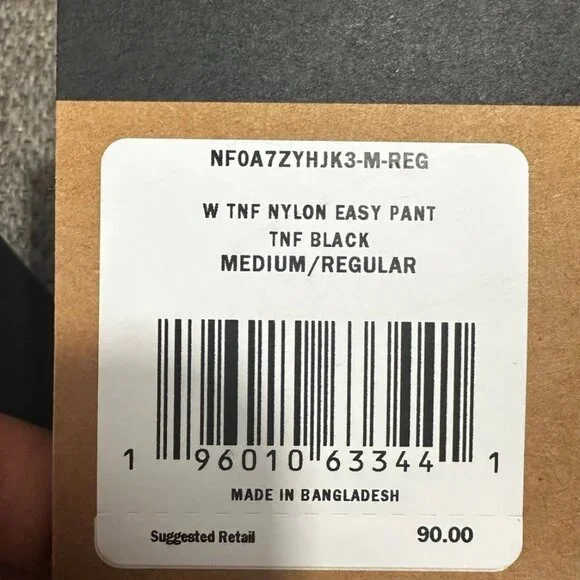 NF0A7ZYHJK3-M-REG
W TNF NYLON EASY PANT
TNF BLACK
MEDIUM/REGULAR
1 96010 63344 1
MADE IN BANGLADESH
Suggested Retail 90.00